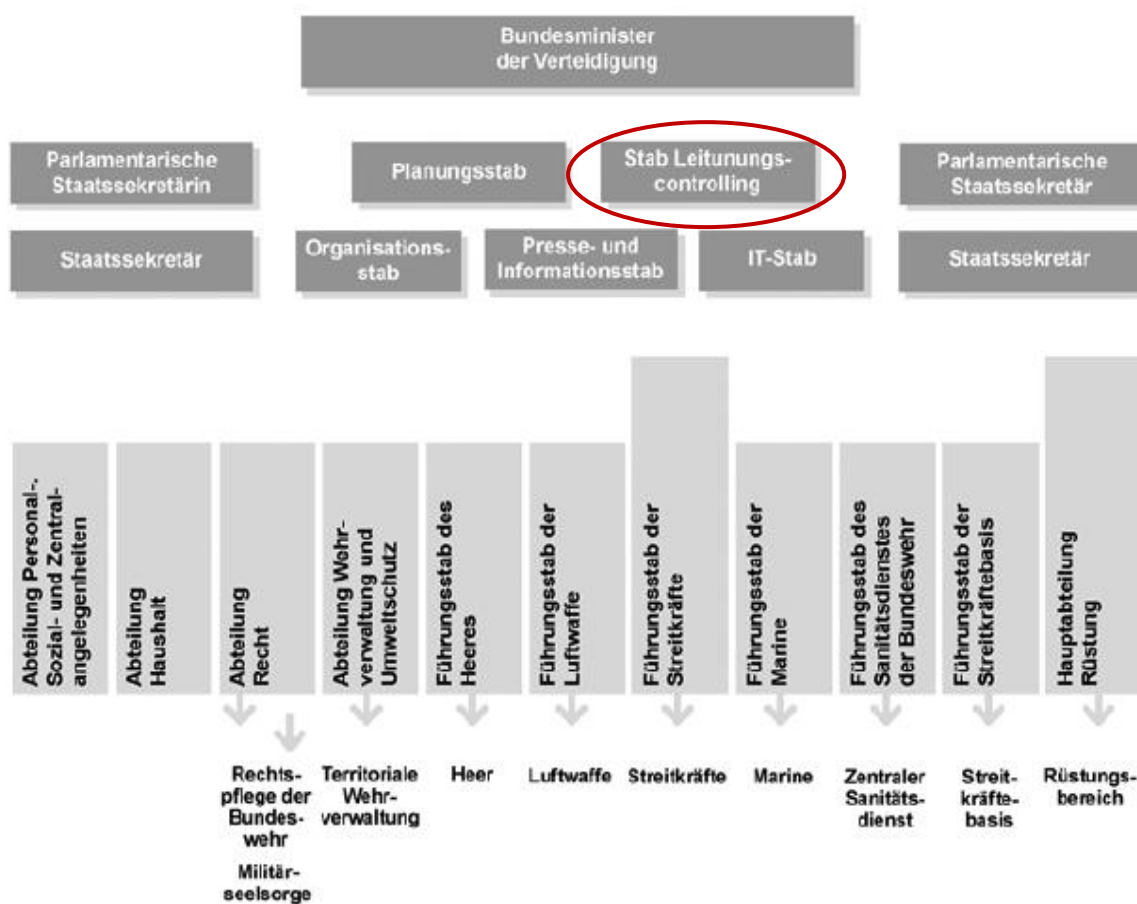 Bundesminister
der Verteidigung
Parlamentarische
Staatssekretärin
Planungsstab
Stab Leitunungs-
controlling
Parlamentarische
Staatssekretär
Staatssekretär
Organisations-
stab
Presse- und
Informationsstab
IT-Stab
Staatssekretär
Abteilung Personal-.
Sozial- und Zentral-
angelegenheiten
Abteilung
Haushalt
Abteilung
Recht
Abteilung Wehr-
verwaltung und
Umweltschutz
Führungsstab des
Heeres
Führungsstab der
Luftwaffe
Führungsstab der
Streitkräfte
Führungsstab der
Marine
Führungsstab des
Sanitätsdienstes
der Bundeswehr
Führungsstab der
Streitkräftebasis
Hauptabteilung
Rüstung
Rechts-
pflege der
Bundes-
wehr
Militär-
seelsorge
Territoriale
Wehr-
verwaltung
Heer
Luftwaffe
Streitkräfte
Marine
Zentraler
Sanitäts-
dienst
Streit-
kräfte-
basis
Rüstungs-
bereich